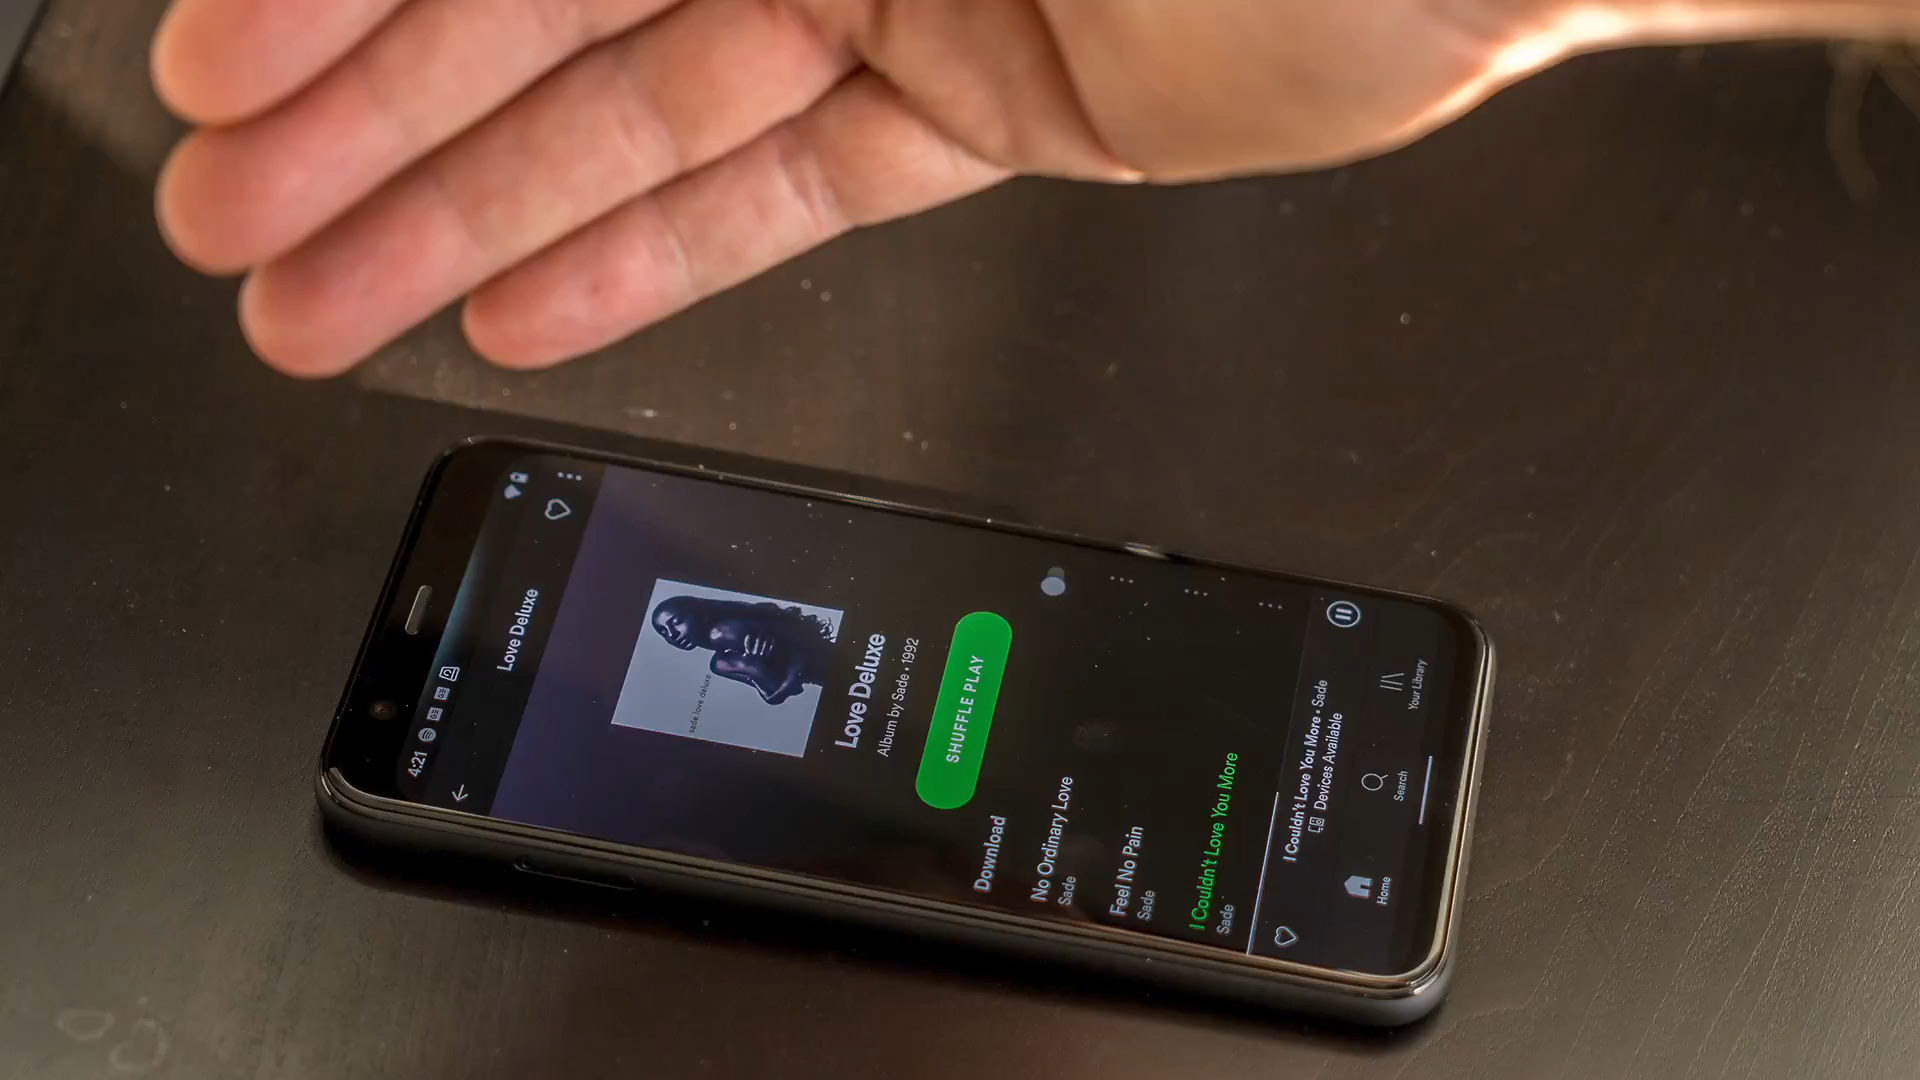 4:21
Love Deluxe
sade love deluxe
Love Deluxe
Album by Sade • 1992
SHUFFLE PLAY
Download
No Ordinary Love
Sade
Feel No Pain
Sade
I Couldn't Love You More
Sade
I Couldn't Love You More • Sade
Devices Available
Home
Search
Your Library